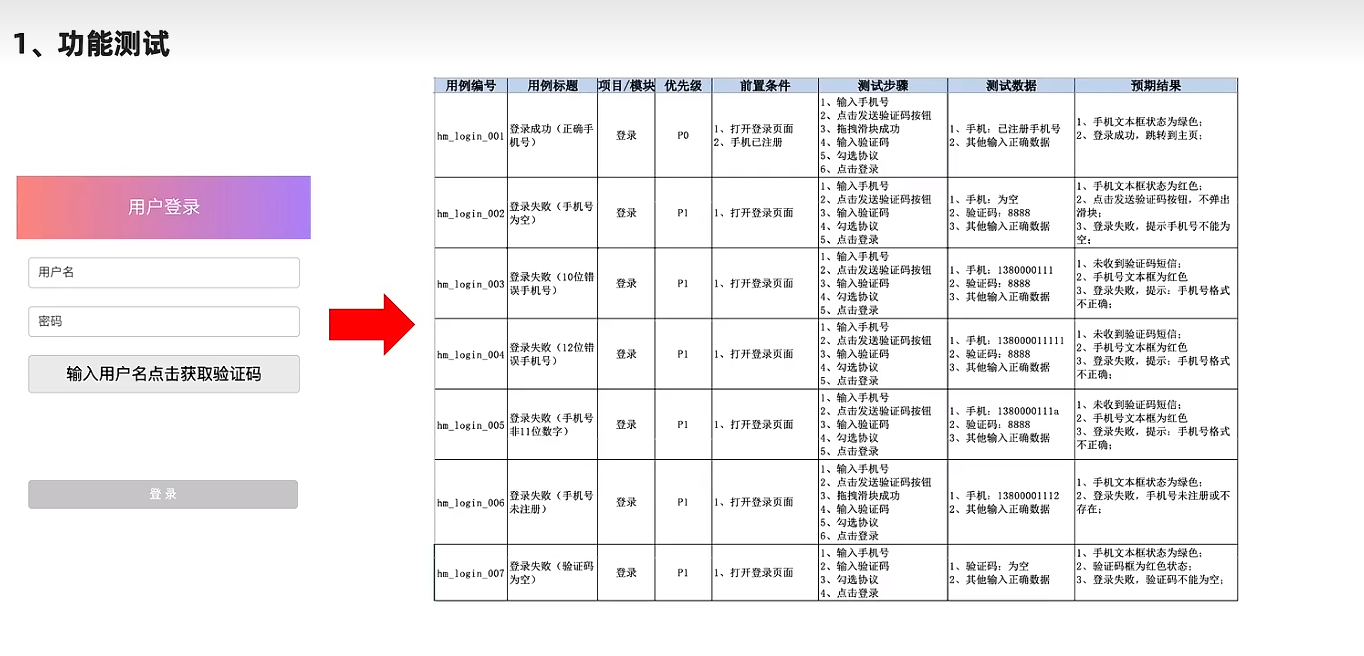 1、功能测试
用户登录
用户名
密码
输入用户名点击获取验证码
登 录
用例编号 用例标题 项目/模块 优先级 前置条件 测试步骤 测试数据 预期结果
hm_login_001
登录成功（正确手
机号）
登录
P0
1、打开登录页面
2、手机已注册
1、输入手机号
2、点击发送验证码按钮
3、拖拽滑块成功
4、输入验证码
5、勾选协议
6、点击登录
1、手机：已注册手机号
2、其他输入正确数据
1、手机文本框状态为绿色；
2、登录成功，跳转到主页；
hm_login_002
登录失败（手机号
为空）
登录
P1
1、打开登录页面
1、输入手机号
2、点击发送验证码按钮
3、输入验证码
4、勾选协议
5、点击登录
1、手机：为空
2、验证码：8888
3、其他输入正确数据
1、手机文本框状态为红色；
2、点击发送验证码按钮，不弹出
滑块；
3、登录失败，提示手机号不能为
空；
hm_login_003
登录失败（10位错
误手机号）
登录
P1
1、打开登录页面
1、输入手机号
2、点击发送验证码按钮
3、输入验证码
4、勾选协议
5、点击登录
1、手机：1380000111
2、验证码：8888
3、其他输入正确数据
1、未收到验证码短信；
2、手机号文本框为红色
3、登录失败，提示：手机号格式
不正确；
hm_login_004
登录失败（12位错
误手机号）
登录
P1
1、打开登录页面
1、输入手机号
2、点击发送验证码按钮
3、输入验证码
4、勾选协议
5、点击登录
1、手机：138000011111
2、验证码：8888
3、其他输入正确数据
1、未收到验证码短信；
2、手机号文本框为红色
3、登录失败，提示：手机号格式
不正确；
hm_login_005
登录失败（手机号
非11位数字）
登录
P1
1、打开登录页面
1、输入手机号
2、点击发送验证码按钮
3、输入验证码
4、勾选协议
5、点击登录
1、手机：1380000111a
2、验证码：8888
3、其他输入正确数据
1、未收到验证码短信；
2、手机号文本框为红色
3、登录失败，提示：手机号格式
不正确；
hm_login_006
登录失败（手机号
未注册）
登录
P1
1、打开登录页面
1、输入手机号
2、点击发送验证码按钮
3、拖拽滑块成功
4、输入验证码
5、勾选协议
6、点击登录
1、手机：13800001112
2、其他输入正确数据
1、手机文本框状态为绿色；
2、登录失败，手机号未注册或不
存在；
hm_login_007
登录失败（验证码
为空）
登录
P1
1、打开登录页面
1、输入手机号
2、输入验证码
3、勾选协议
4、点击登录
1、验证码：为空
2、其他输入正确数据
1、手机文本框状态为绿色；
2、验证码框为红色状态；
3、登录失败，验证码不能为空；